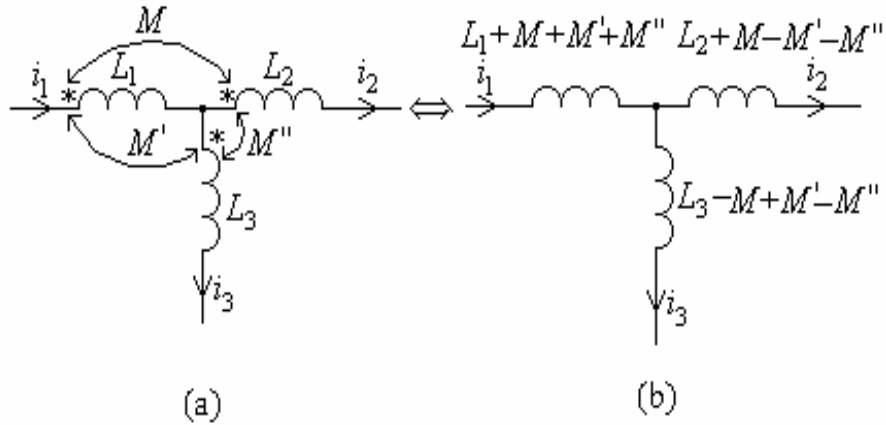 M
L₁+M+M'+M" L₂+M−M'−M"
i₁ * L₁ * L₂ i₂ ⇔ i₁ i₂
M' * M"
L₃ L₃−M+M'−M"
i₃ i₃
(a) (b)